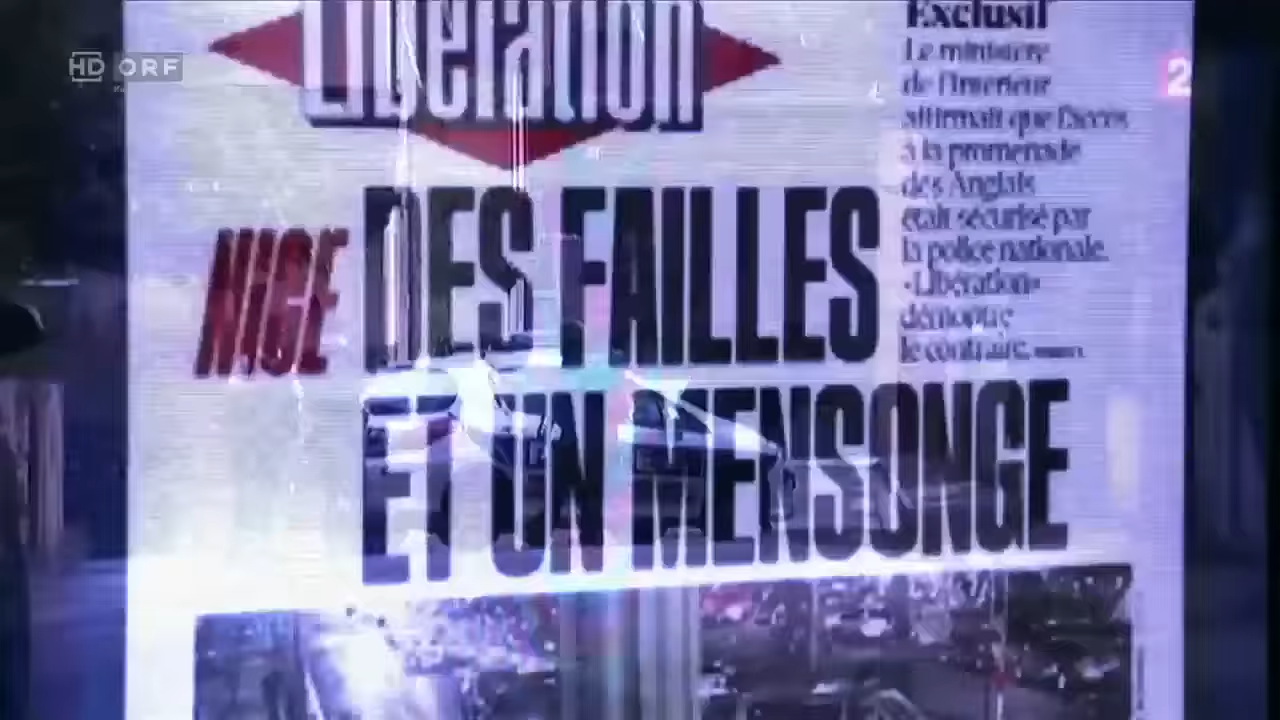 HD ORF
Libération
2
Exclusif
Le ministère
de l'Intérieur
affirmait que l'accès
à la promenade
des Anglais
était sécurisé par
la police nationale.
«Libération»
démontre
le contraire.
NICE DES FAILLES
ET UN MENSONGE